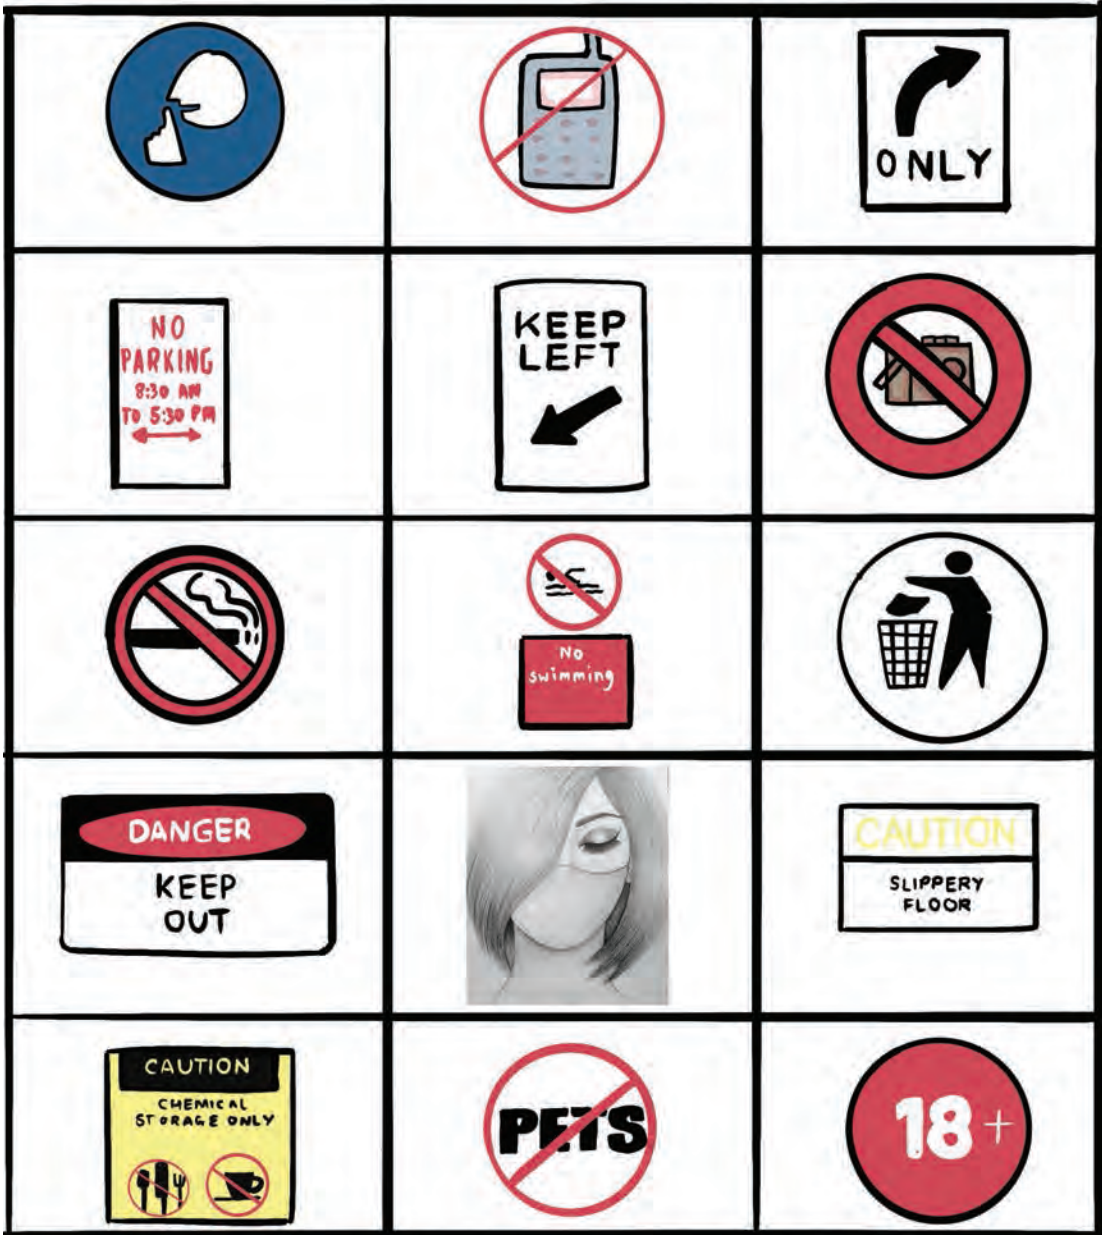 ONLY
NO
PARKING
8:30 AM
TO 5:30 PM
KEEP
LEFT
No
swimming
DANGER
KEEP
OUT
CAUTION
SLIPPERY
FLOOR
CAUTION
CHEMICAL
STORAGE ONLY
PETS
18+